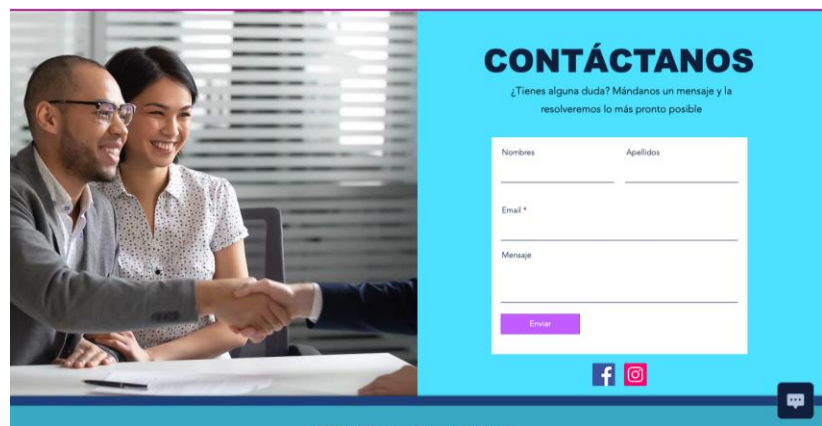 CONTÁCTANOS
¿Tienes alguna duda? Mándanos un mensaje y la
resolveremos lo más pronto posible
Nombres Apellidos
Email *
Mensaje
Enviar